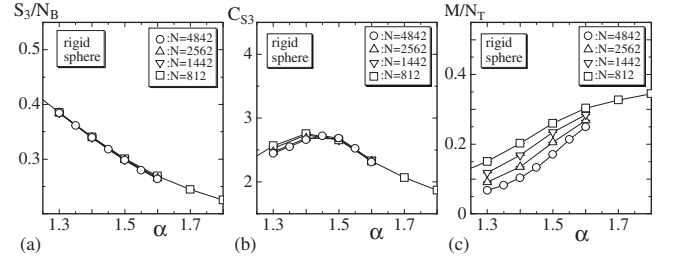 S3/NB
0.5
0.4
0.3
rigid
sphere
:N=4842
:N=2562
:N=1442
:N=812
1.3
1.5
1.7
(a)
α
CS3
4
3
2
rigid
sphere
:N=4842
:N=2562
:N=1442
:N=812
1.3
1.5
1.7
(b)
α
M/NT
0.4
0.2
0
rigid
sphere
:N=4842
:N=2562
:N=1442
:N=812
1.3
1.5
1.7
(c)
α